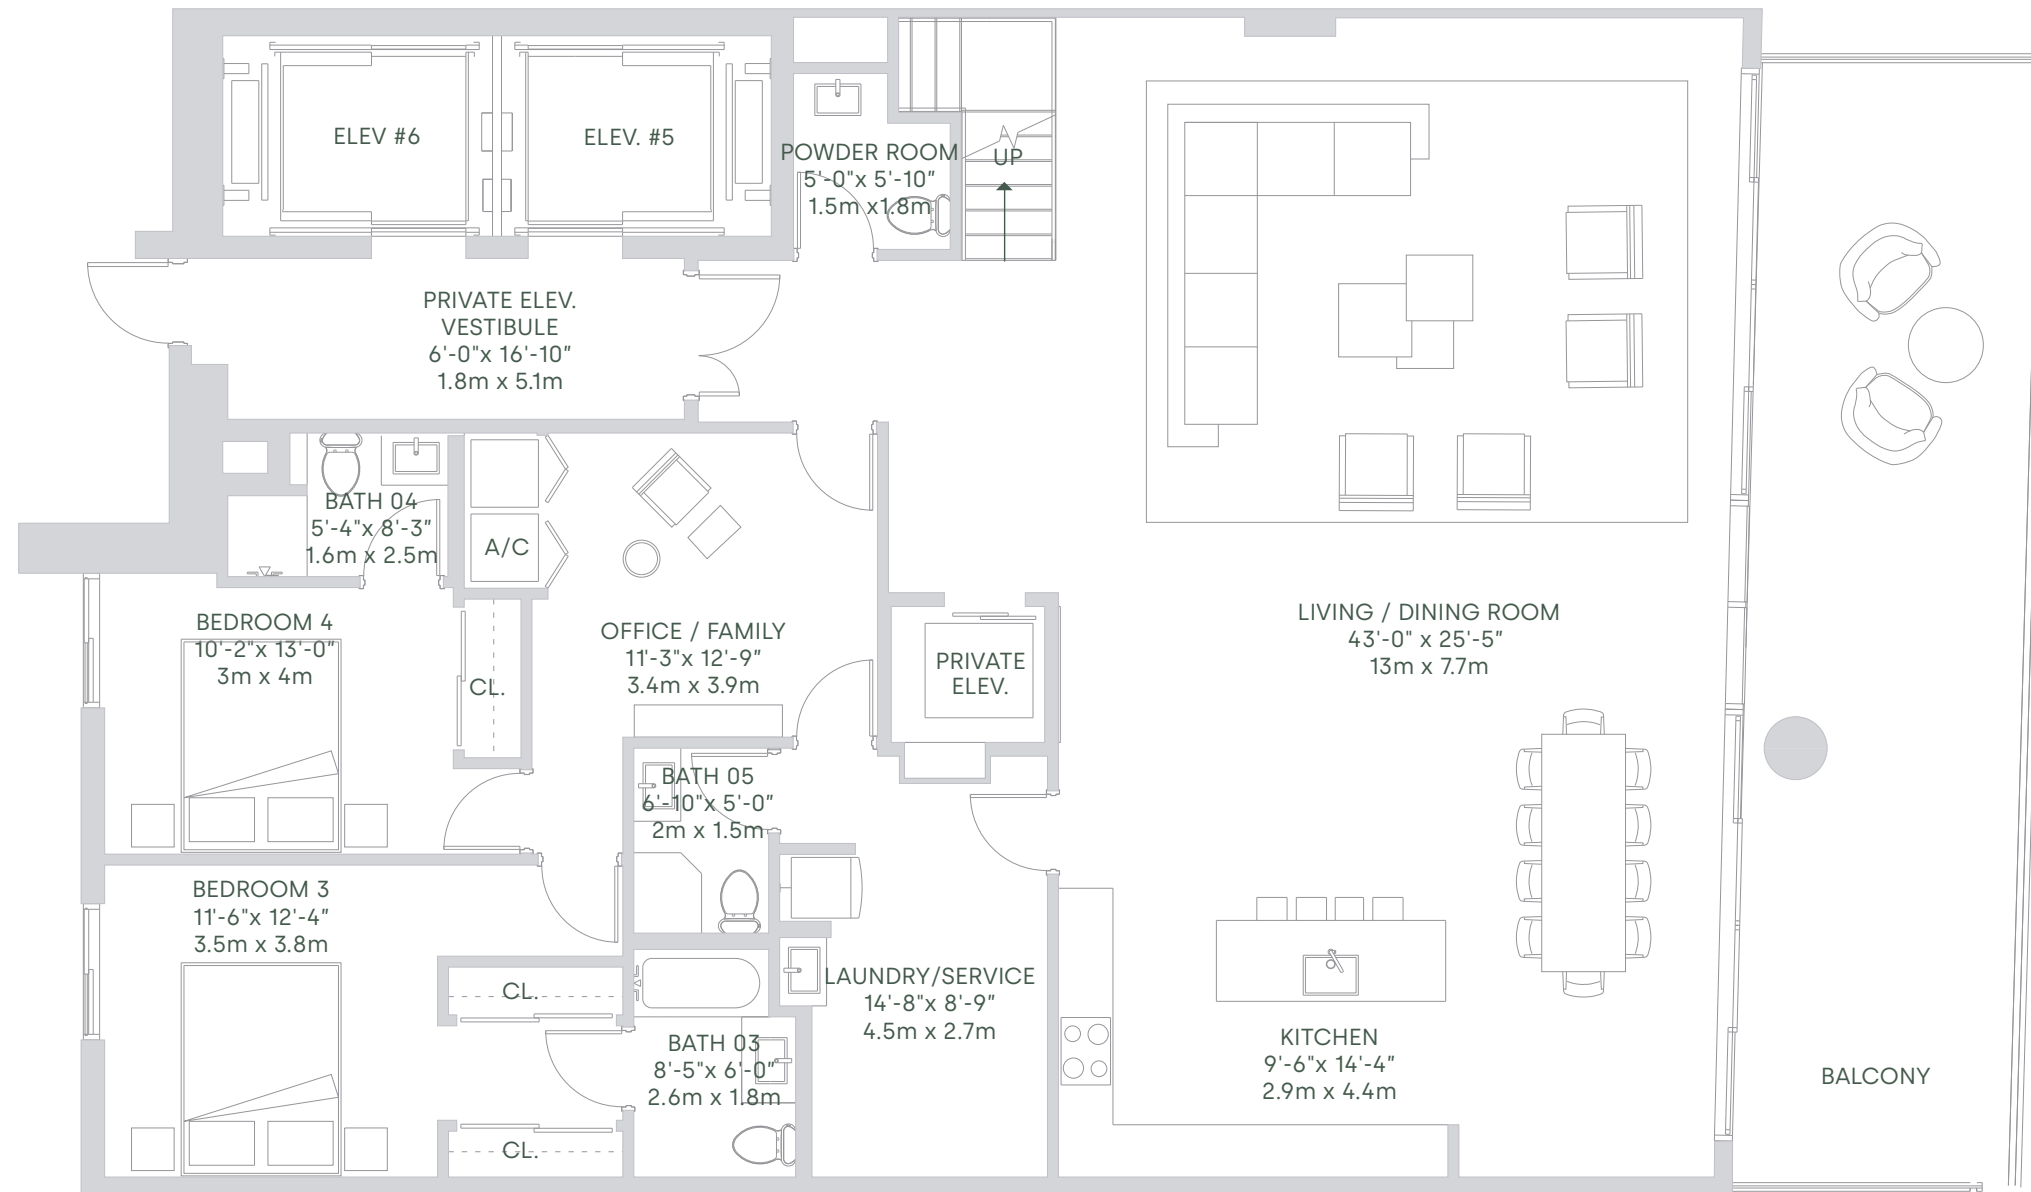 ELEV #6
ELEV. #5
POWDER ROOM
5'-0"x 5'-10"
1.5m x1.8m
UP
PRIVATE ELEV.
VESTIBULE
6'-0"x 16'-10"
1.8m x 5.1m
BATH 04
5'-4"x 8'-3"
1.6m x 2.5m
A/C
BEDROOM 4
10'-2"x 13'-0"
3m x 4m
CL.
OFFICE / FAMILY
11'-3"x 12'-9"
3.4m x 3.9m
PRIVATE
ELEV.
LIVING / DINING ROOM
43'-0" x 25'-5"
13m x 7.7m
BATH 05
6'-10"x 5'-0"
2m x 1.5m
BEDROOM 3
11'-6"x 12'-4"
3.5m x 3.8m
CL.
LAUNDRY/SERVICE
14'-8"x 8'-9"
4.5m x 2.7m
BATH 03
8'-5"x 6'-0"
2.6m x 1.8m
KITCHEN
9'-6"x 14'-4"
2.9m x 4.4m
BALCONY
CL.